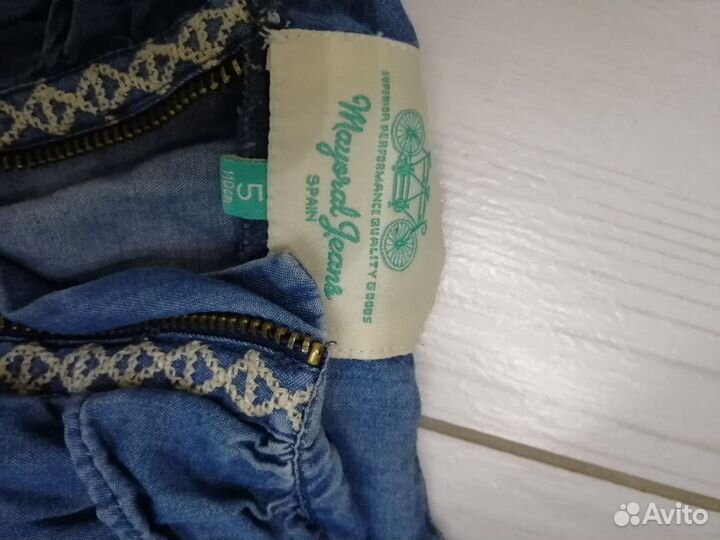 SUPERIOR PERFORMANCE QUALITY GOODS
Mayoral Jeans
SPAIN
5
110cm
Avito